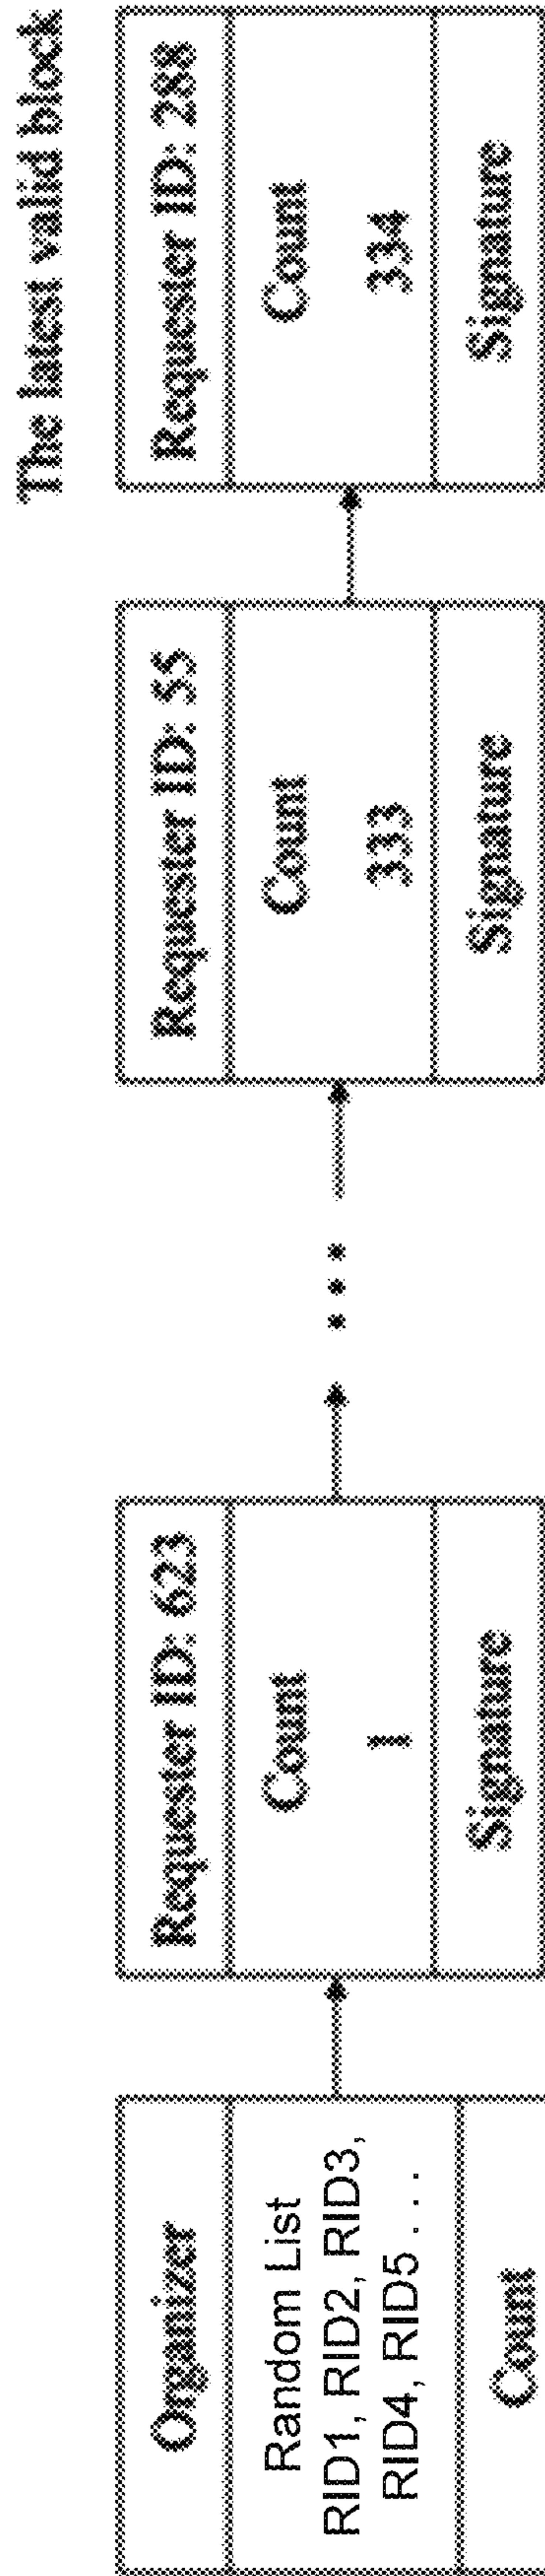 The latest valid block
Organizer
Random List
RID1, RID2, RID3,
RID4, RID5 . . .
Count
Requester ID: 623
Count
1
Signature
. . .
Requester ID: 55
Count
333
Signature
Requester ID: 288
Count
334
Signature